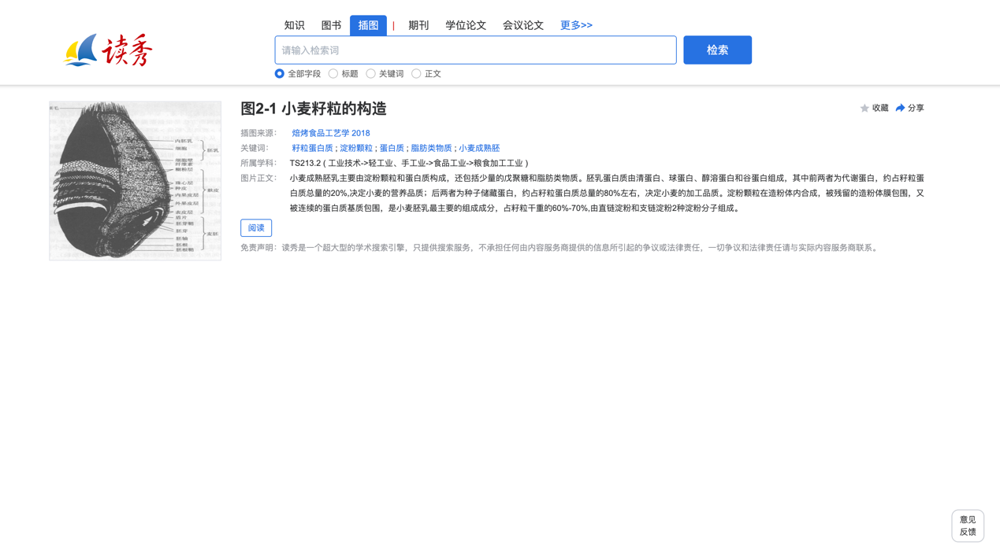 读秀
知识 图书 插图 | 期刊 学位论文 会议论文 更多>>
请输入检索词
检索
全部字段 标题 关键词 正文
图2-1 小麦籽粒的构造
收藏 分享
插图来源： 焙烤食品工艺学 2018
关键词： 籽粒蛋白质 ; 淀粉颗粒 ; 蛋白质 ; 脂肪类物质 ; 小麦成熟胚
所属学科： TS213.2 ( 工业技术->轻工业、手工业->食品工业->粮食加工工业 )
图片正文： 小麦成熟胚乳主要由淀粉颗粒和蛋白质构成，还包括少量的戊聚糖和脂肪类物质。胚乳蛋白质由清蛋白、球蛋白、醇溶蛋白和谷蛋白组成，其中前两者为代谢蛋白，约占籽粒蛋
白质总量的20%,决定小麦的营养品质；后两者为种子储藏蛋白，约占籽粒蛋白质总量的80%左右，决定小麦的加工品质。淀粉颗粒在造粉体内合成，被残留的造粉体膜包围，又
被连续的蛋白质基质包围，是小麦胚乳最主要的组成成分，占籽粒干重的60%-70%,由直链淀粉和支链淀粉2种淀粉分子组成。
阅读
免责声明：读秀是一个超大型的学术搜索引擎，只提供搜索服务，不承担任何由内容服务商提供的信息所引起的争议或法律责任，一切争议和法律责任请与实际内容服务商联系。
内胚乳
细胞
胚乳
细胞壁
纤维素
糊粉层
珠心层
种皮
内果皮层
外果皮层
表皮层
盾片
胚芽鞘
胚芽
麦胚
胚轴
胚根
胚根鞘
意见
反馈